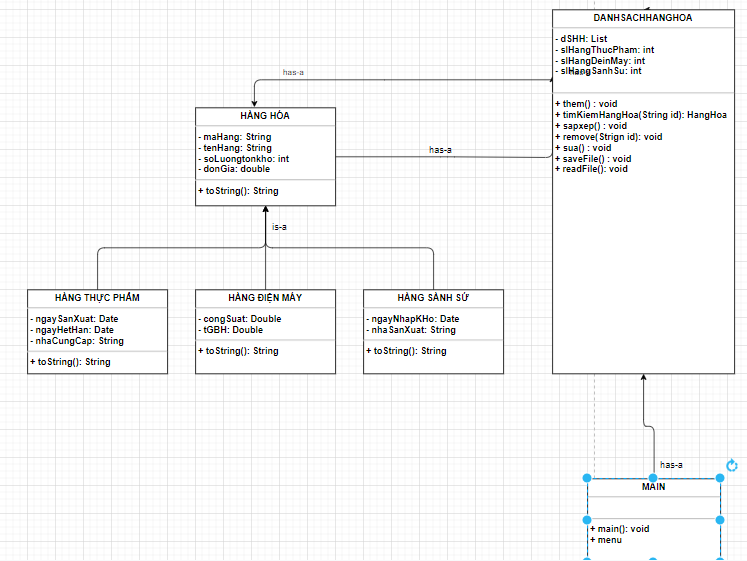 DANHSACHHANGHOA
- dSHH: List
- slHangThucPham: int
- slHangDeinMay: int
- slHangSanhSu: int
+ them() : void
+ timKiemHangHoa(String id): HangHoa
+ sapxep() : void
+ remove(Strign id): void
+ sua() : void
+ saveFile() : void
+ readFile(): void
has-a
HÀNG HÓA
- maHang: String
- tenHang: String
- soLuongtonkho: int
- donGia: double
+ toString(): String
has-a
is-a
HÀNG THỰC PHẨM
- ngaySanXuat: Date
- ngayHetHan: Date
- nhaCungCap: String
+ toString(): String
HÀNG ĐIỆN MÁY
- congSuat: Double
- tGBH: Double
+ toString(): String
HÀNG SÀNH SỨ
- ngayNhapKHo: Date
- nhaSanXuat: String
+ toString(): String
has-a
MAIN
+ main(): void
+ menu